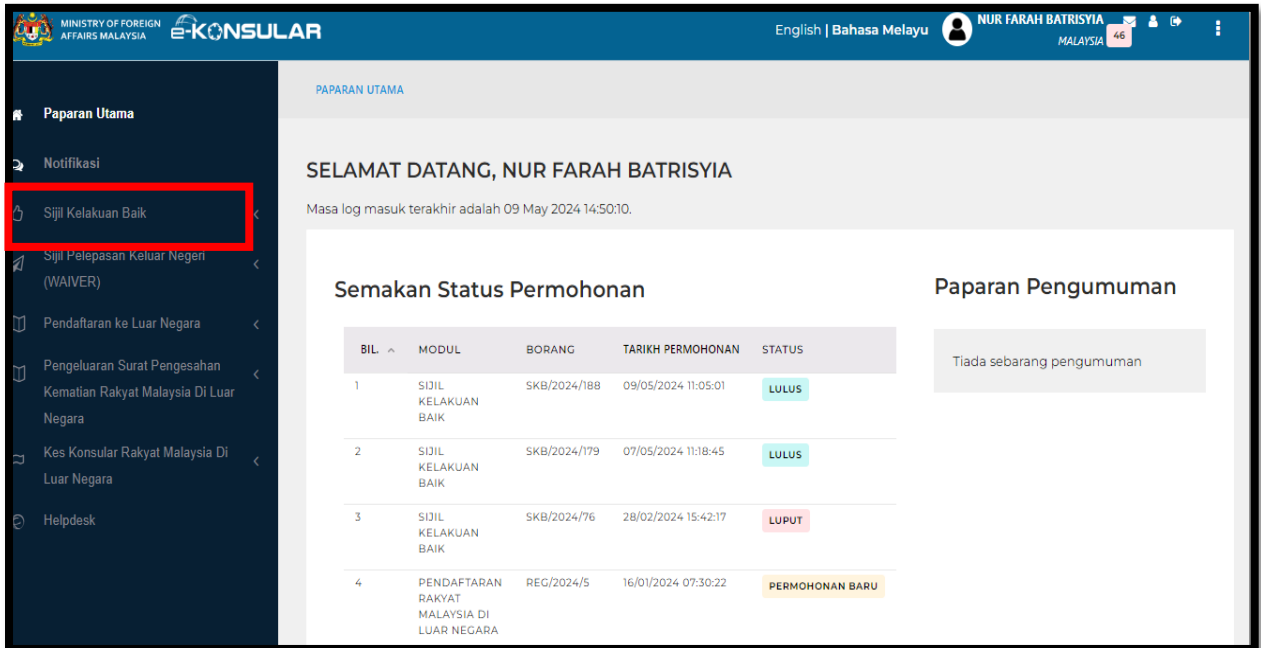 MINISTRY OF FOREIGN
AFFAIRS MALAYSIA
é-KONSULAR
English | Bahasa Melayu
NUR FARAH BATRISYIA
MALAYSIA
46
Paparan Utama
Notifikasi
Sijil Kelakuan Baik
Sijil Pelepasan Keluar Negeri
(WAIVER)
Pendaftaran ke Luar Negara
Pengeluaran Surat Pengesahan
Kematian Rakyat Malaysia Di Luar
Negara
Kes Konsular Rakyat Malaysia Di
Luar Negara
Helpdesk
PAPARAN UTAMA
SELAMAT DATANG, NUR FARAH BATRISYIA
Masa log masuk terakhir adalah 09 May 2024 14:50:10.
Semakan Status Permohonan
BIL. MODUL BORANG TARIKH PERMOHONAN STATUS
1 SIJIL SKB/2024/188 09/05/2024 11:05:01 LULUS
KELAKUAN
BAIK
2 SIJIL SKB/2024/179 07/05/2024 11:18:45 LULUS
KELAKUAN
BAIK
3 SIJIL SKB/2024/76 28/02/2024 15:42:17 LUPUT
KELAKUAN
BAIK
4 PENDAFTARAN REG/2024/5 16/01/2024 07:30:22 PERMOHONAN BARU
RAKYAT
MALAYSIA DI
LUAR NEGARA
Paparan Pengumuman
Tiada sebarang pengumuman